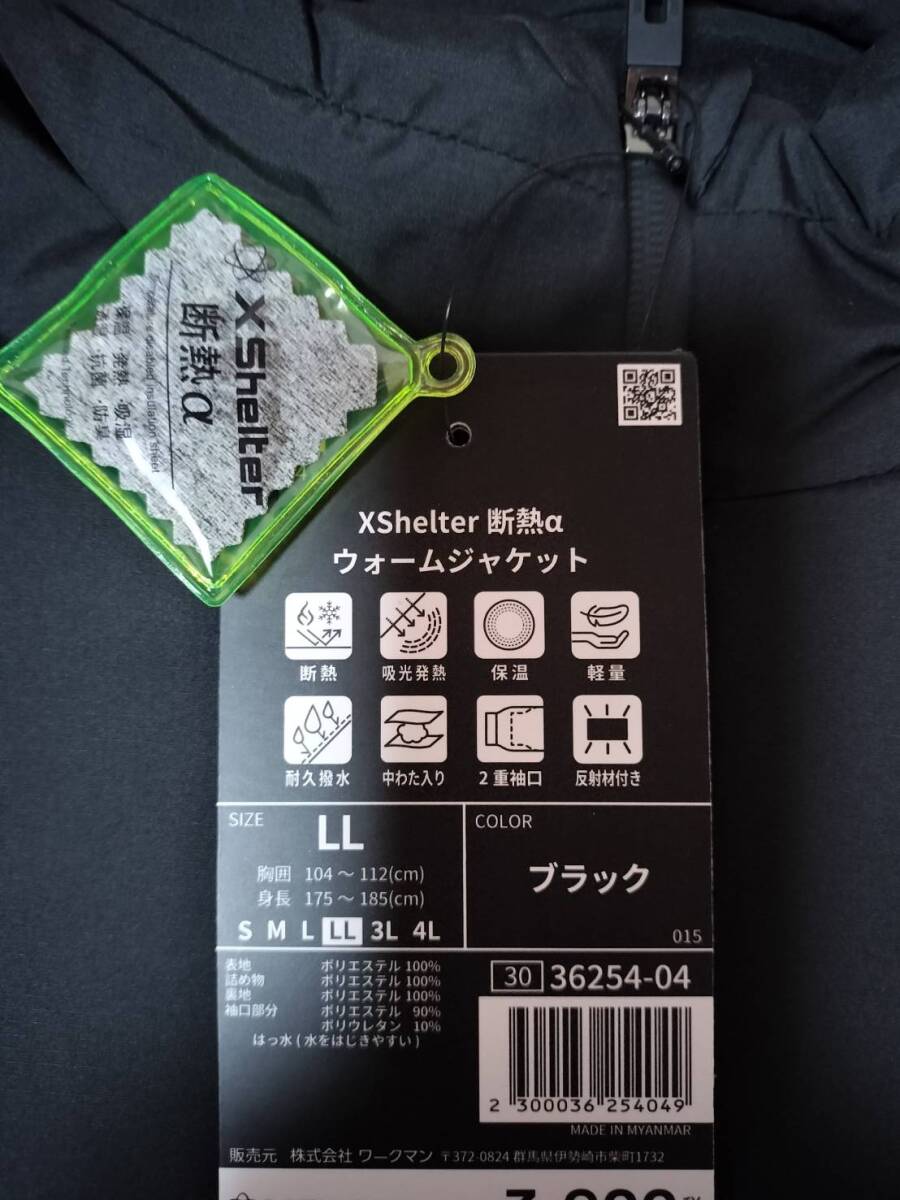 XShelter
断熱α
XShelter 断熱α
ウォームジャケット
断熱 吸光発熱 保温 軽量
耐久撥水 中わた入り 2重袖口 反射材付き
SIZE
LL
胸囲 104～112(cm)
身長 175～185(cm)
S M L LL 3L 4L
COLOR
ブラック
015
表地 ポリエステル 100%
詰め物 ポリエステル 100%
裏地 ポリエステル 100%
袖口部分 ポリエステル 90%
ポリウレタン 10%
はっ水(水をはじきやすい)
30 36254-04
2 300036 254049
MADE IN MYANMAR
販売元 株式会社 ワークマン 〒372-0824 群馬県伊勢崎市柴町1732